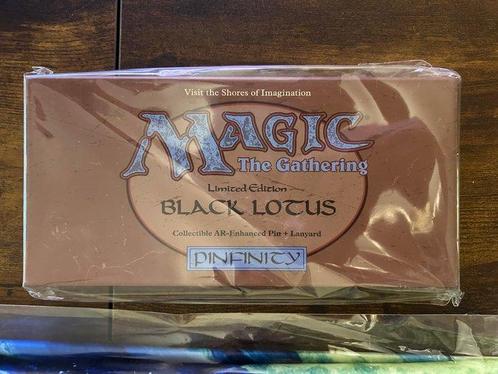 Visit the Shores of Imagination
MAGIC
The Gathering
Limited Edition
BLACK LOTUS
Collectible AR-Enhanced Pin + Lanyard
PINFINITY